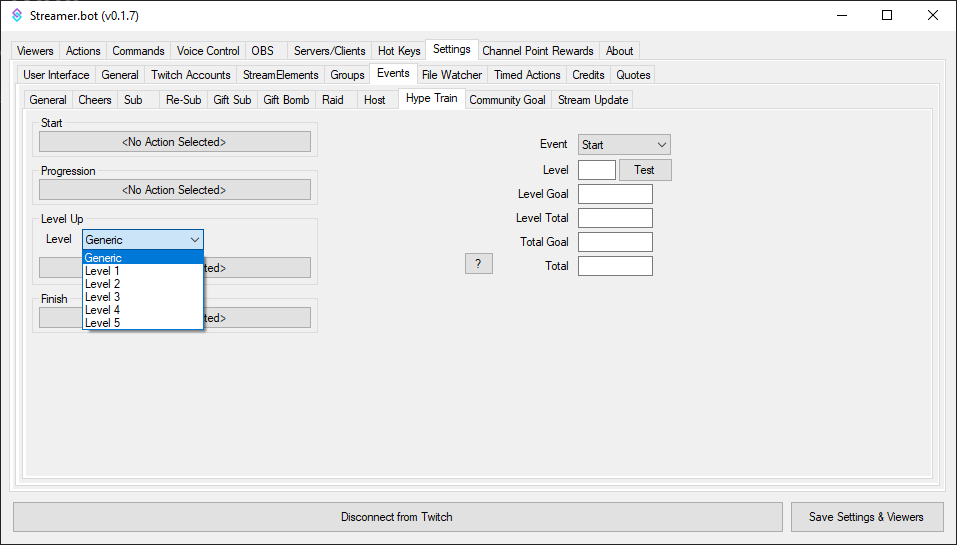 Streamer.bot (v0.1.7)
Viewers Actions Commands Voice Control OBS Servers/Clients Hot Keys Settings Channel Point Rewards About
User Interface General Twitch Accounts StreamElements Groups Events File Watcher Timed Actions Credits Quotes
General Cheers Sub Re-Sub Gift Sub Gift Bomb Raid Host Hype Train Community Goal Stream Update
Start
<No Action Selected>
Progression
<No Action Selected>
Level Up
Level Generic
Generic
Level 1
Level 2
Level 3
Level 4
Level 5
Finish
Event Start
Level Test
Level Goal
Level Total
Total Goal
?
Total
Disconnect from Twitch Save Settings & Viewers